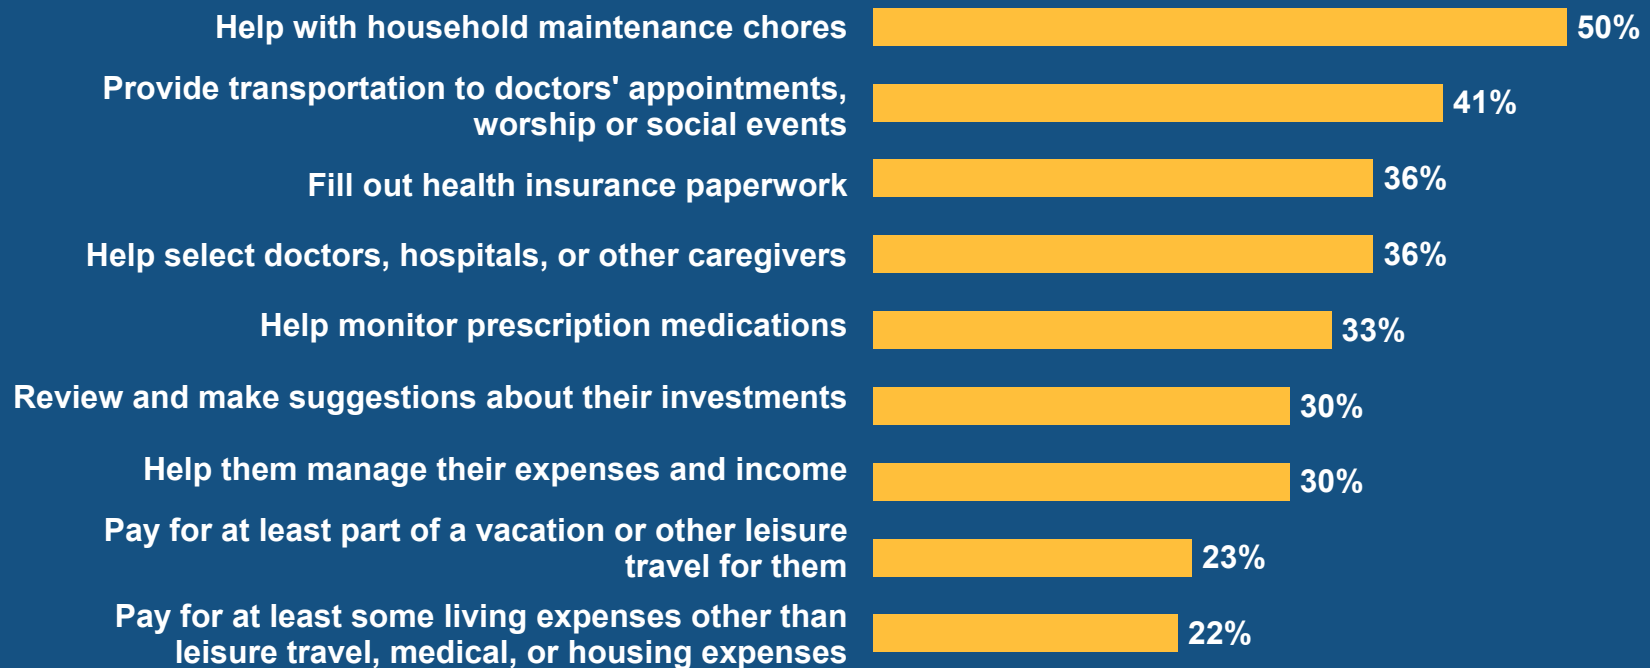 Help with household maintenance chores 50%
Provide transportation to doctors' appointments,
worship or social events 41%
Fill out health insurance paperwork 36%
Help select doctors, hospitals, or other caregivers 36%
Help monitor prescription medications 33%
Review and make suggestions about their investments 30%
Help them manage their expenses and income 30%
Pay for at least part of a vacation or other leisure
travel for them 23%
Pay for at least some living expenses other than
leisure travel, medical, or housing expenses 22%